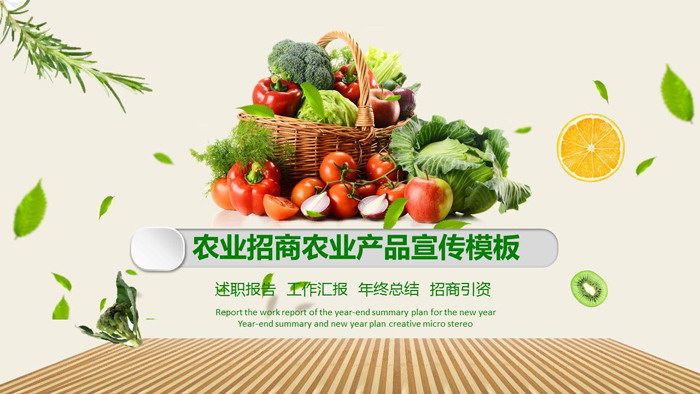 农业招商农业产品宣传模板
述职报告 工作汇报 年终总结 招商引资
Report the work report of the year-end summary plan for the new year
Year-end summary and new year plan creative micro stereo